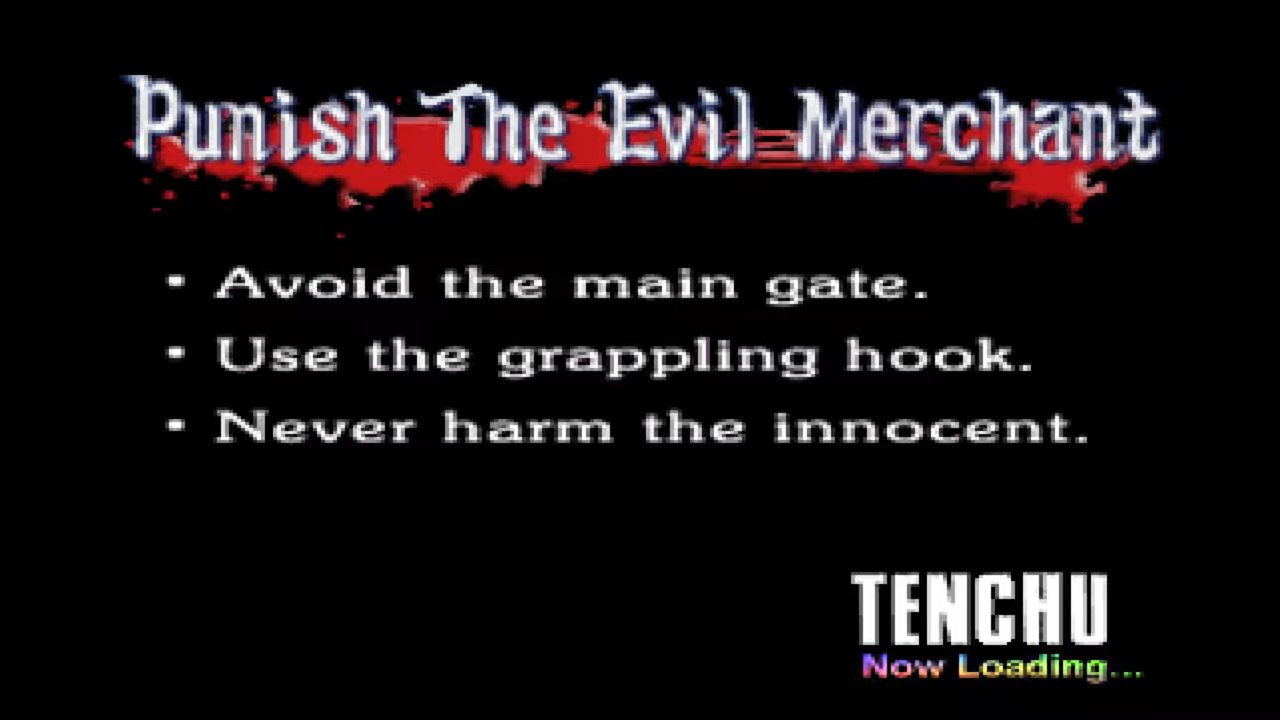 Punish The Evil Merchant
• Avoid the main gate.
• Use the grappling hook.
• Never harm the innocent.
TENCHU
Now Loading...